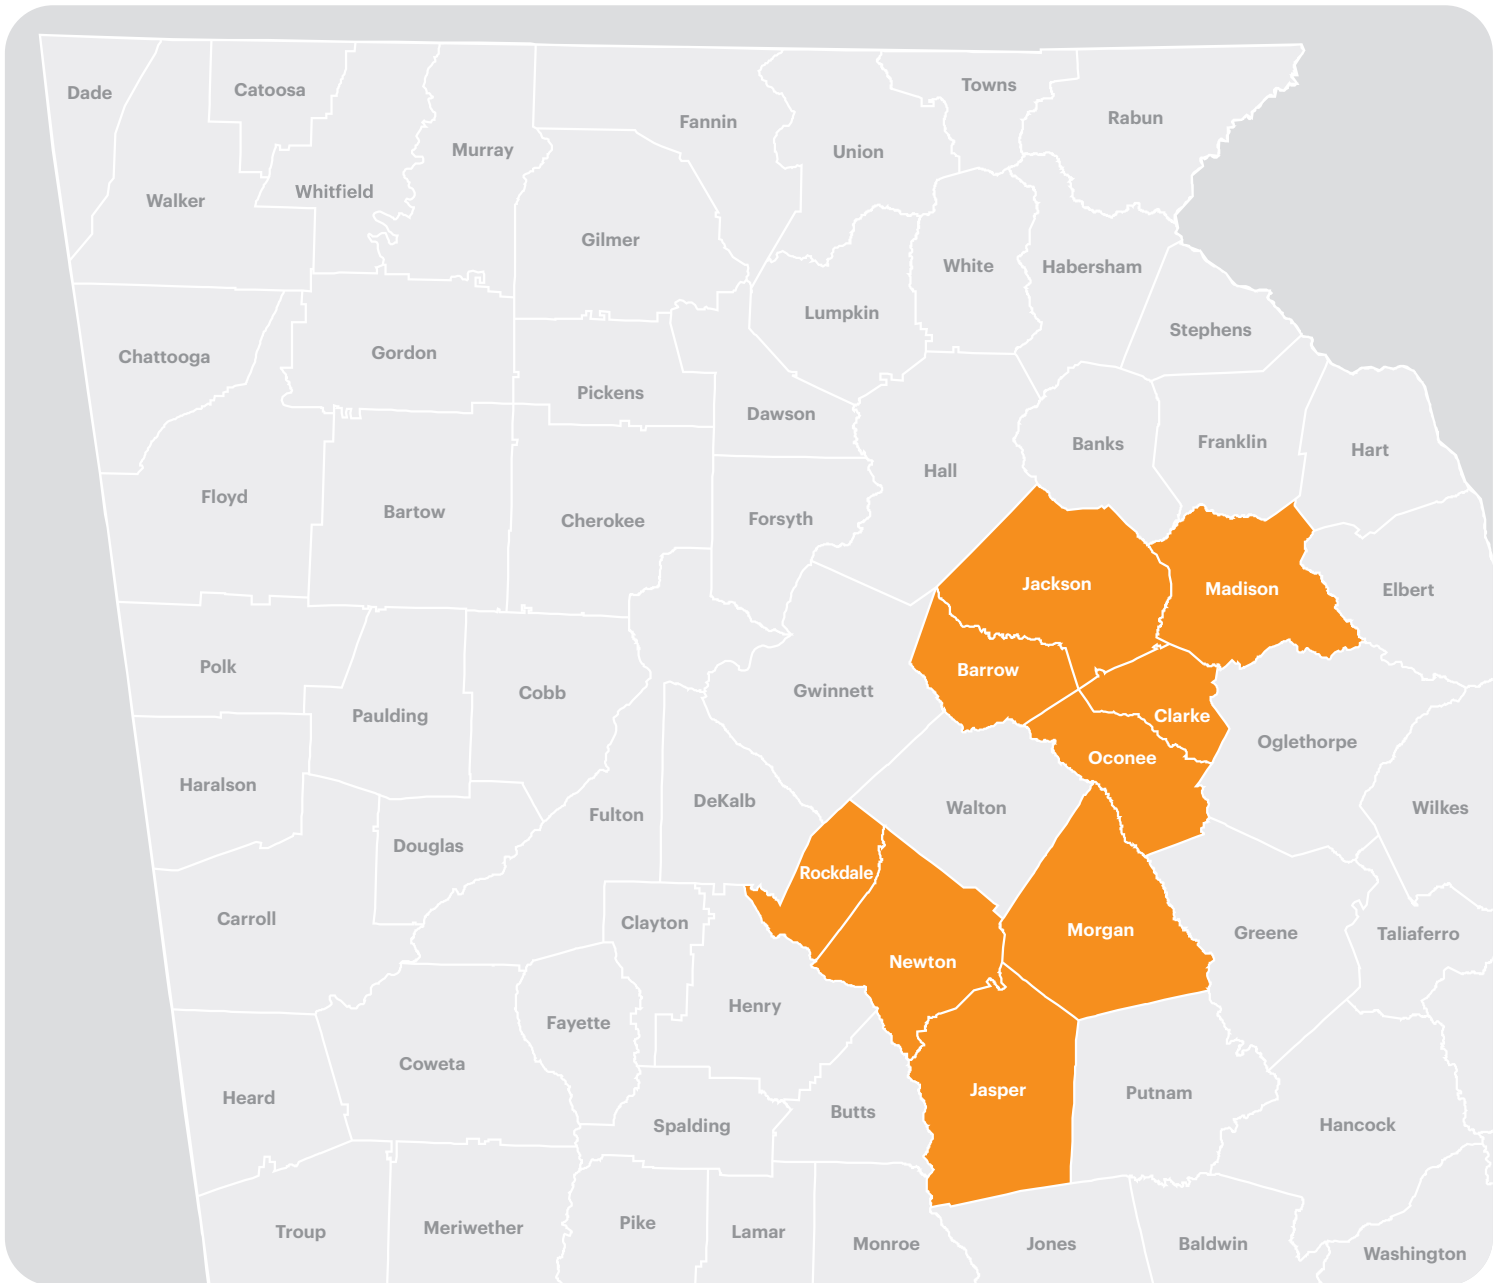 Dade
Catoosa
Towns
Rabun
Fannin
Murray
Union
Whitfield
Walker
Gilmer
White
Habersham
Lumpkin
Stephens
Chattooga
Gordon
Pickens
Dawson
Banks
Franklin
Hart
Hall
Floyd
Bartow
Cherokee
Forsyth
Jackson
Madison
Elbert
Polk
Barrow
Cobb
Gwinnett
Paulding
Clarke
Oglethorpe
Oconee
Haralson
DeKalb
Walton
Wilkes
Fulton
Douglas
Rockdale
Carroll
Clayton
Morgan
Greene
Taliaferro
Newton
Henry
Fayette
Coweta
Jasper
Putnam
Heard
Butts
Spalding
Hancock
Troup
Meriwether
Pike
Lamar
Monroe
Jones
Baldwin
Washington